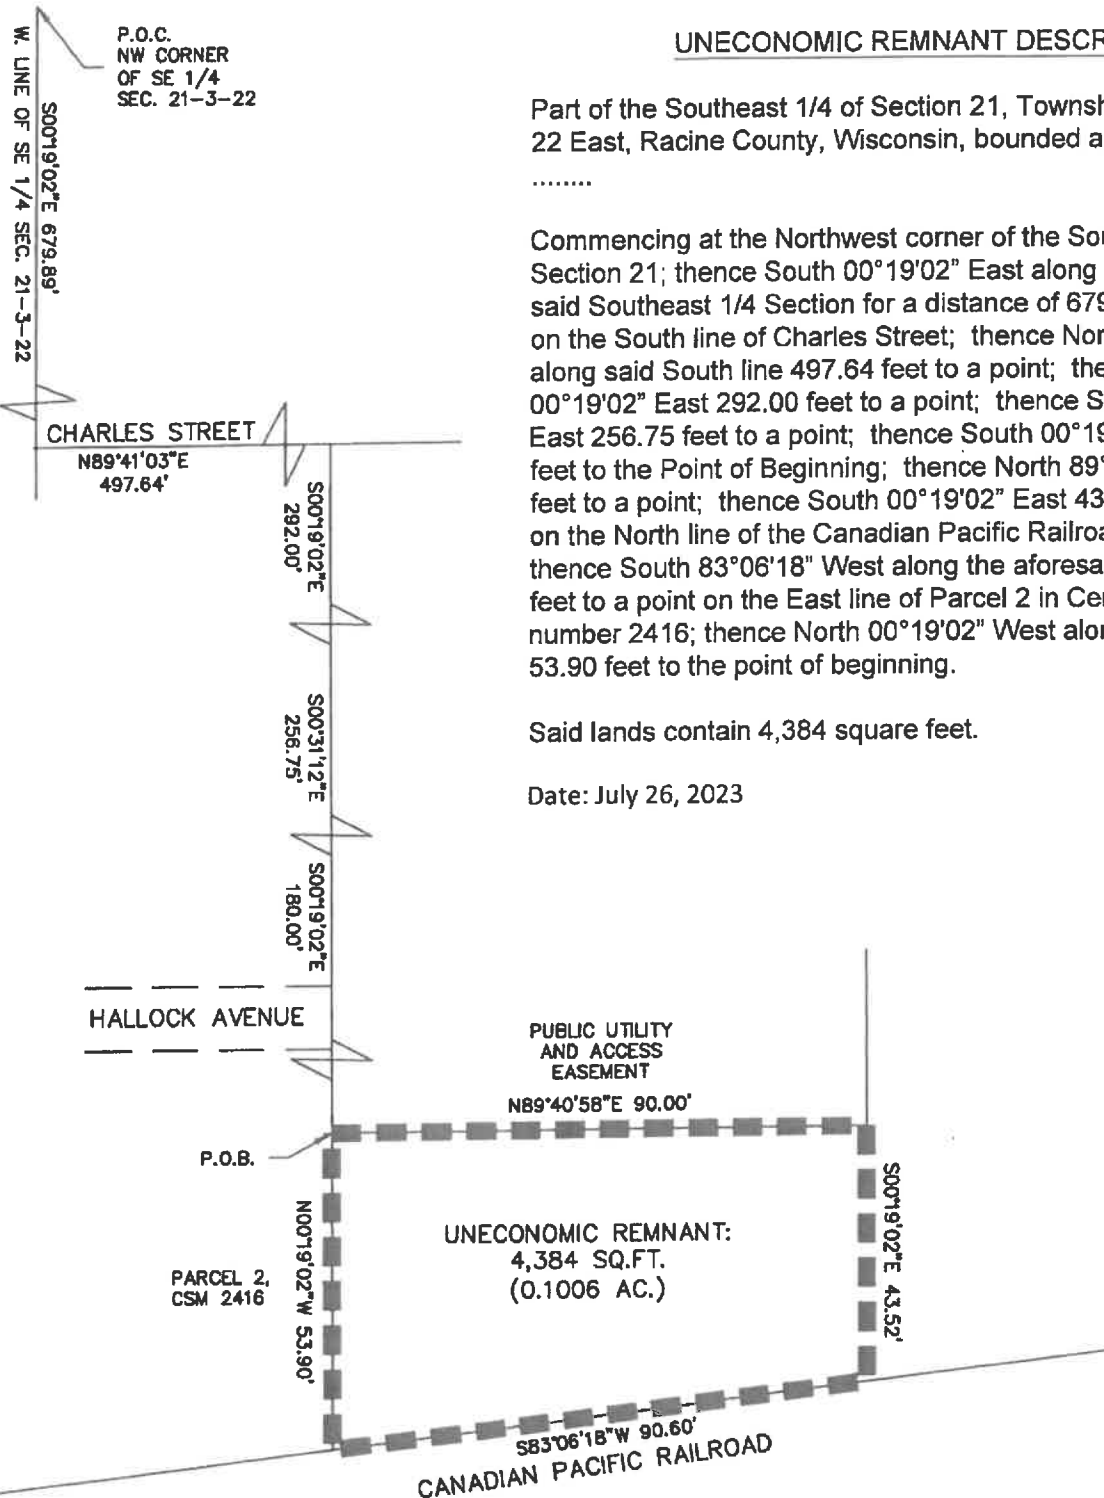 P.O.C.
NW CORNER
OF SE 1/4
SEC. 21-3-22
W. LINE OF SE 1/4 SEC. 21-3-22
S00°19'02"E 679.89'
UNECONOMIC REMNANT DESCR
Part of the Southeast 1/4 of Section 21, Townsh
22 East, Racine County, Wisconsin, bounded a
........
Commencing at the Northwest corner of the Sou
Section 21; thence South 00°19'02" East along
said Southeast 1/4 Section for a distance of 679
on the South line of Charles Street; thence Nor
along said South line 497.64 feet to a point; the
00°19'02" East 292.00 feet to a point; thence S
East 256.75 feet to a point; thence South 00°19
feet to the Point of Beginning; thence North 89°
feet to a point; thence South 00°19'02" East 43
on the North line of the Canadian Pacific Railroa
thence South 83°06'18" West along the aforesa
feet to a point on the East line of Parcel 2 in Cer
number 2416; thence North 00°19'02" West alon
53.90 feet to the point of beginning.
Said lands contain 4,384 square feet.
Date: July 26, 2023
CHARLES STREET
N89°41'03"E
497.64'
S00°19'02"E
292.00'
S00°31'12"E
256.75'
S00°19'02"E
180.00'
HALLOCK AVENUE
PUBLIC UTILITY
AND ACCESS
EASEMENT
N89°40'58"E 90.00'
P.O.B.
PARCEL 2,
CSM 2416
N00°19'02"W 53.90'
UNECONOMIC REMNANT:
4,384 SQ.FT.
(0.1006 AC.)
S00°19'02"E 43.52'
S83°06'18"W 90.60'
CANADIAN PACIFIC RAILROAD